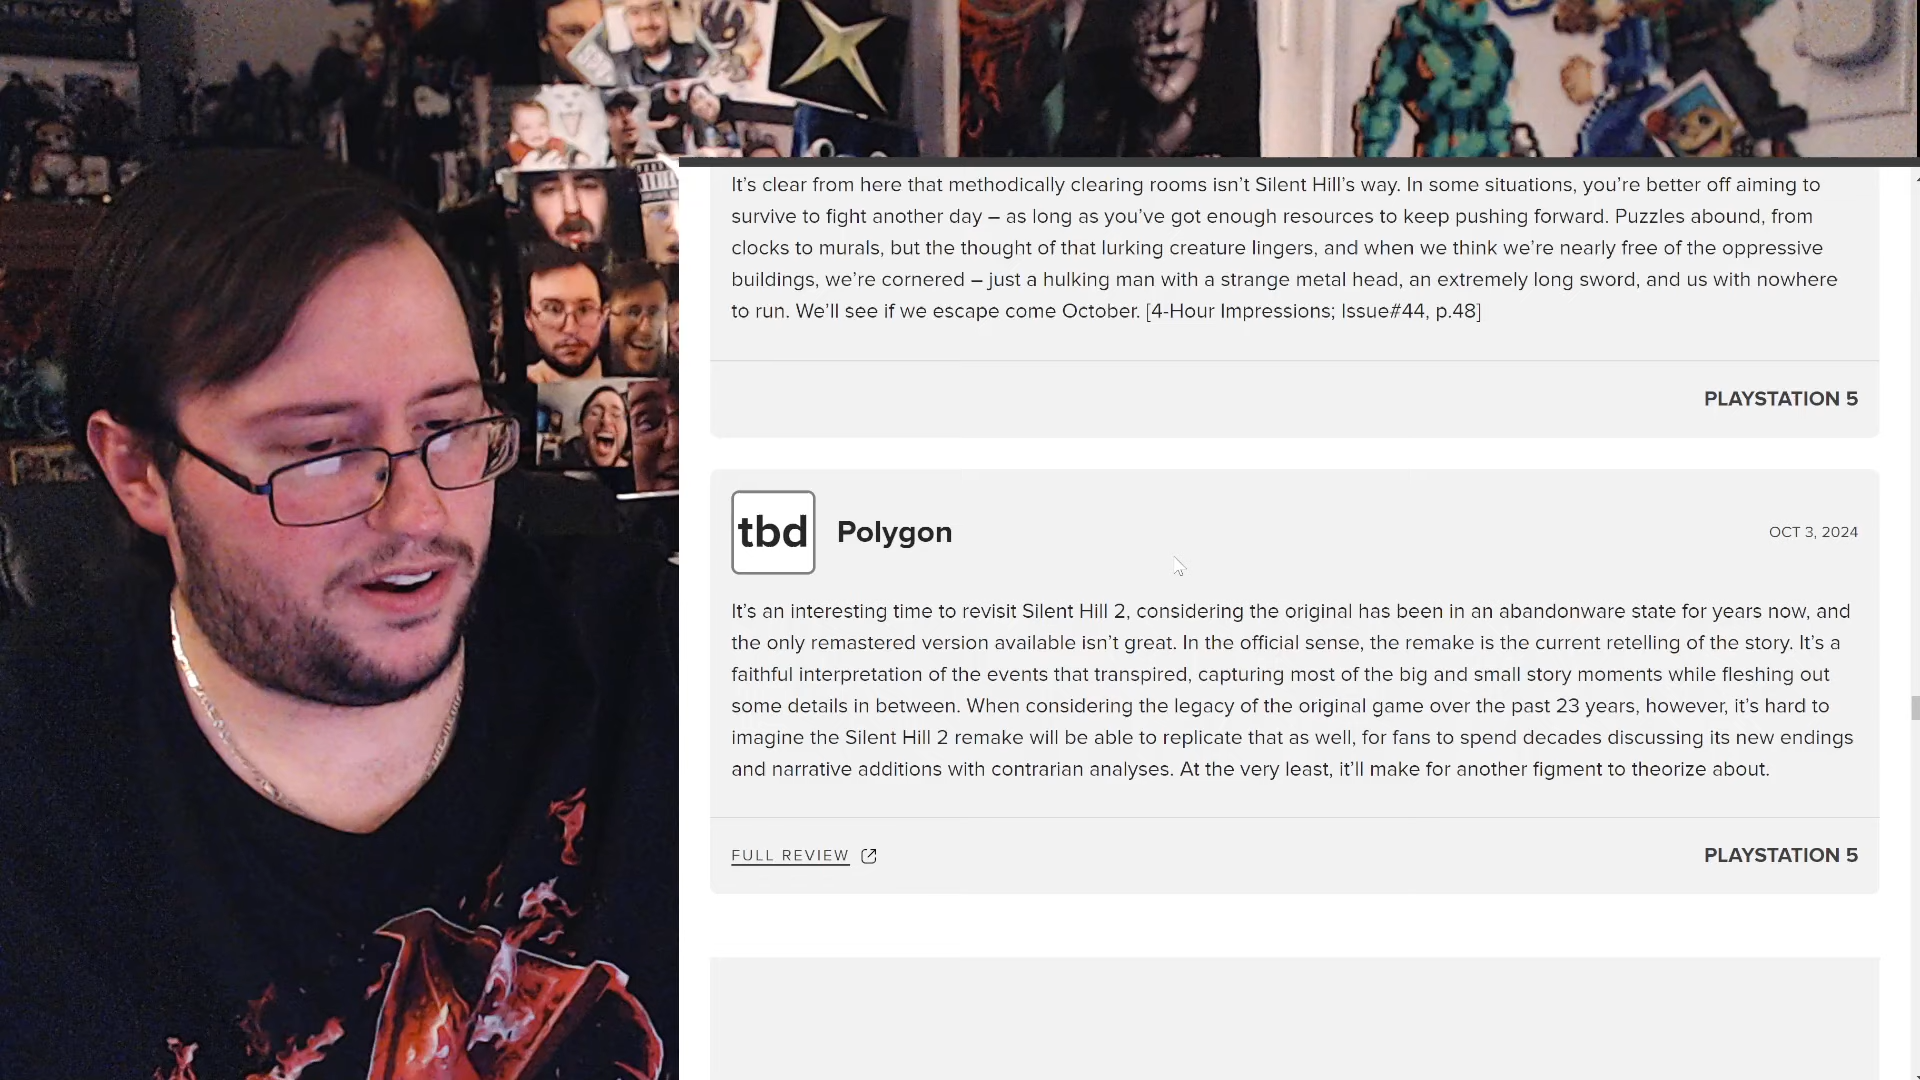 It’s clear from here that methodically clearing rooms isn’t Silent Hill’s way. In some situations, you’re better off aiming to
survive to fight another day – as long as you’ve got enough resources to keep pushing forward. Puzzles abound, from
clocks to murals, but the thought of that lurking creature lingers, and when we think we’re nearly free of the oppressive
buildings, we’re cornered – just a hulking man with a strange metal head, an extremely long sword, and us with nowhere
to run. We’ll see if we escape come October. [4-Hour Impressions; Issue#44, p.48]
PLAYSTATION 5
tbd Polygon OCT 3, 2024
It’s an interesting time to revisit Silent Hill 2, considering the original has been in an abandonware state for years now, and
the only remastered version available isn’t great. In the official sense, the remake is the current retelling of the story. It’s a
faithful interpretation of the events that transpired, capturing most of the big and small story moments while fleshing out
some details in between. When considering the legacy of the original game over the past 23 years, however, it’s hard to
imagine the Silent Hill 2 remake will be able to replicate that as well, for fans to spend decades discussing its new endings
and narrative additions with contrarian analyses. At the very least, it’ll make for another figment to theorize about.
FULL REVIEW PLAYSTATION 5